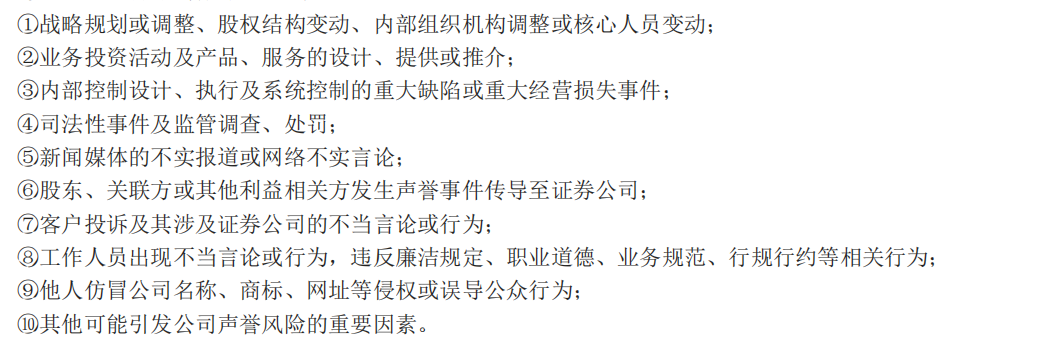 ①战略规划或调整、股权结构变动、内部组织机构调整或核心人员变动；
②业务投资活动及产品、服务的设计、提供或推介；
③内部控制设计、执行及系统控制的重大缺陷或重大经营损失事件；
④司法性事件及监管调查、处罚；
⑤新闻媒体的不实报道或网络不实言论；
⑥股东、关联方或其他利益相关方发生声誉事件传导至证券公司；
⑦客户投诉及其涉及证券公司的不当言论或行为；
⑧工作人员出现不当言论或行为，违反廉洁规定、职业道德、业务规范、行规行约等相关行为；
⑨他人仿冒公司名称、商标、网址等侵权或误导公众行为；
⑩其他可能引发公司声誉风险的重要因素。